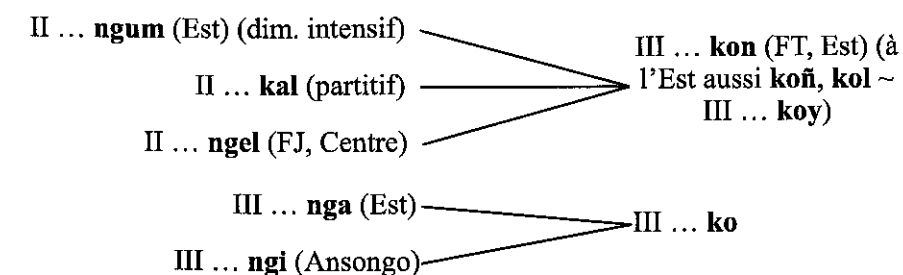 II … ngum (Est) (dim. intensif)
II … kal (partitif)
II … ngel (FJ, Centre)
III … kon (FT, Est) (à
l'Est aussi koñ, kol ~
III … koy)
III … nga (Est)
III … ngi (Ansongo)
III … ko